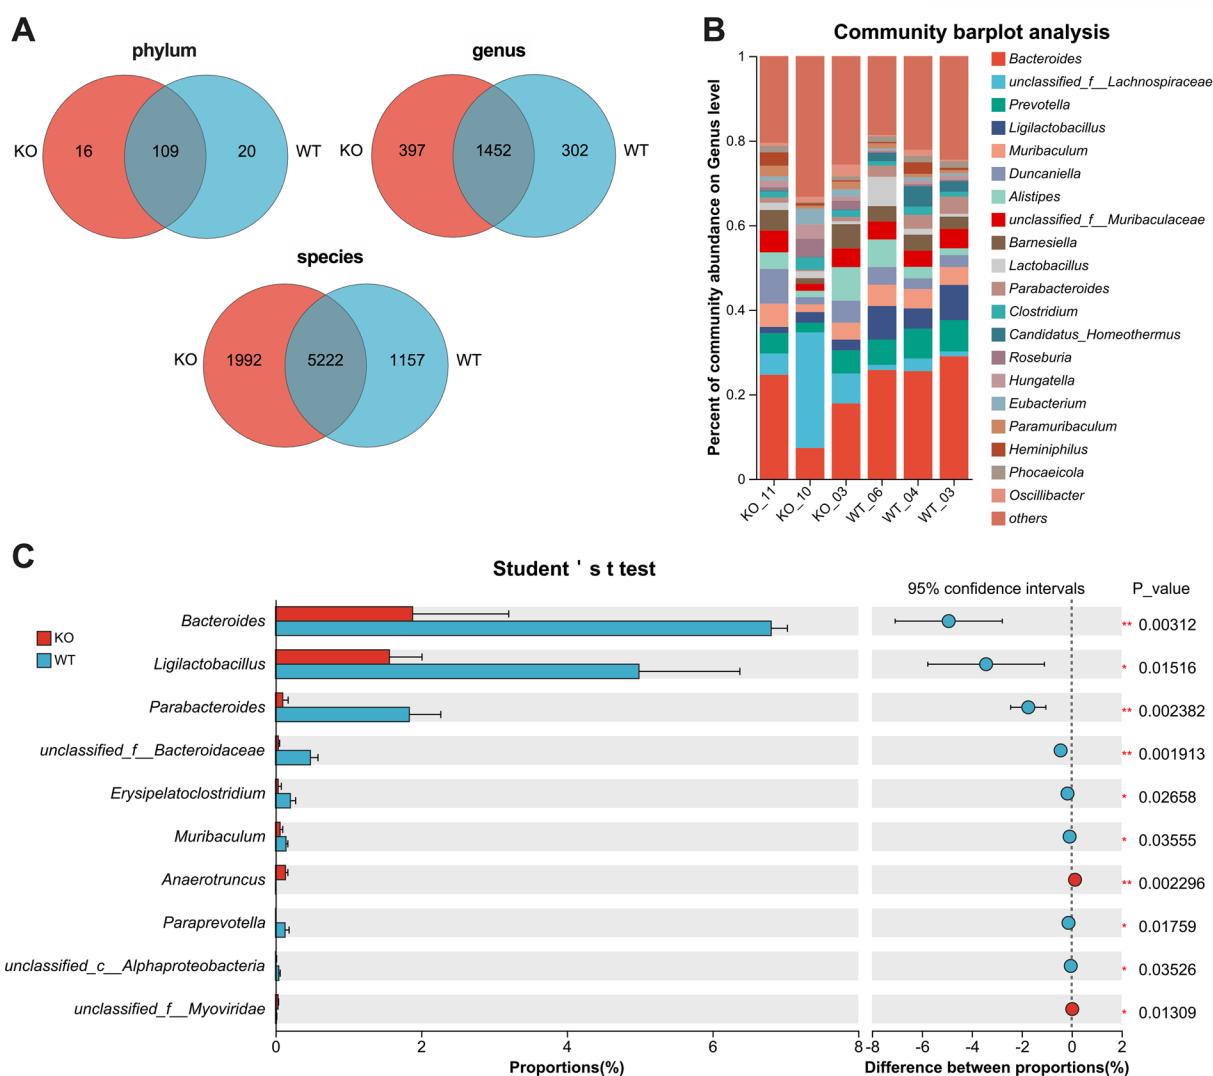 A
phylum
KO 16 109 20 WT
genus
KO 397 1452 302 WT
species
KO 1992 5222 1157 WT
B
Community barplot analysis
Percent of community abundance on Genus level
1
0.8
0.6
0.4
0.2
0
KO_11 KO_10 KO_03 WT_06 WT_04 WT_03
Bacteroides
unclassified_f__Lachnospiraceae
Prevotella
Ligilactobacillus
Muribaculum
Duncaniella
Alistipes
unclassified_f__Muribaculaceae
Barnesiella
Lactobacillus
Parabacteroides
Clostridium
Candidatus_Homeothermus
Roseburia
Hungatella
Eubacterium
Paramuribaculum
Heminiphilus
Phocaeicola
Oscillibacter
others
C
Student ' s t test
95% confidence intervals P_value
KO
WT
Bacteroides ** 0.00312
Ligilactobacillus * 0.01516
Parabacteroides ** 0.002382
unclassified_f__Bacteroidaceae ** 0.001913
Erysipelatoclostridium * 0.02658
Muribaculum * 0.03555
Anaerotruncus ** 0.002296
Paraprevotella * 0.01759
unclassified_c__Alphaproteobacteria * 0.03526
unclassified_f__Myoviridae * 0.01309
0 2 4 6 8 -8 -6 -4 -2 0 2
Proportions(%) Difference between proportions(%)